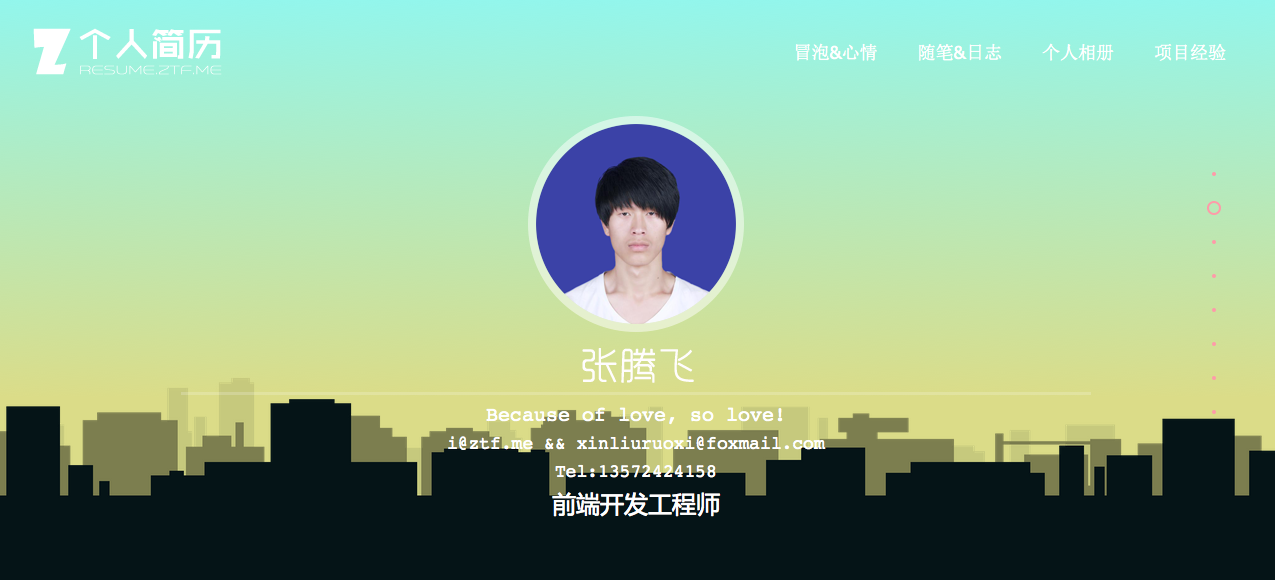 个人简历
RESUME.ZTF.ME
冒泡&心情 随笔&日志 个人相册 项目经验
张腾飞
Because of love, so love!
i@ztf.me && xinliuruoxi@foxmail.com
Tel:13572424158
前端开发工程师